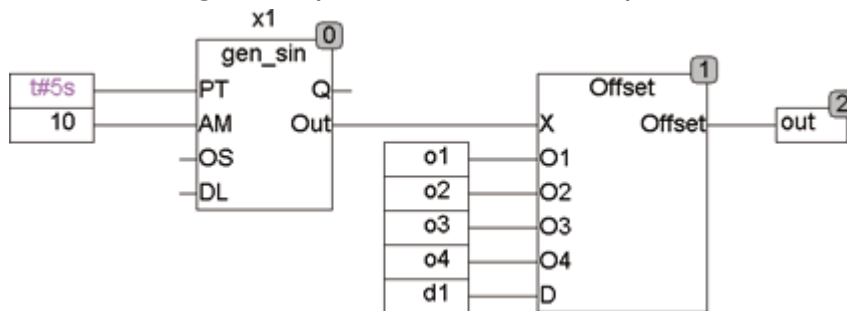 x1
0
gen_sin
t#5s
PT
Q
10
AM
Out
OS
DL
1
Offset
X
Offset
out
2
o1
O1
o2
O2
o3
O3
o4
O4
d1
D